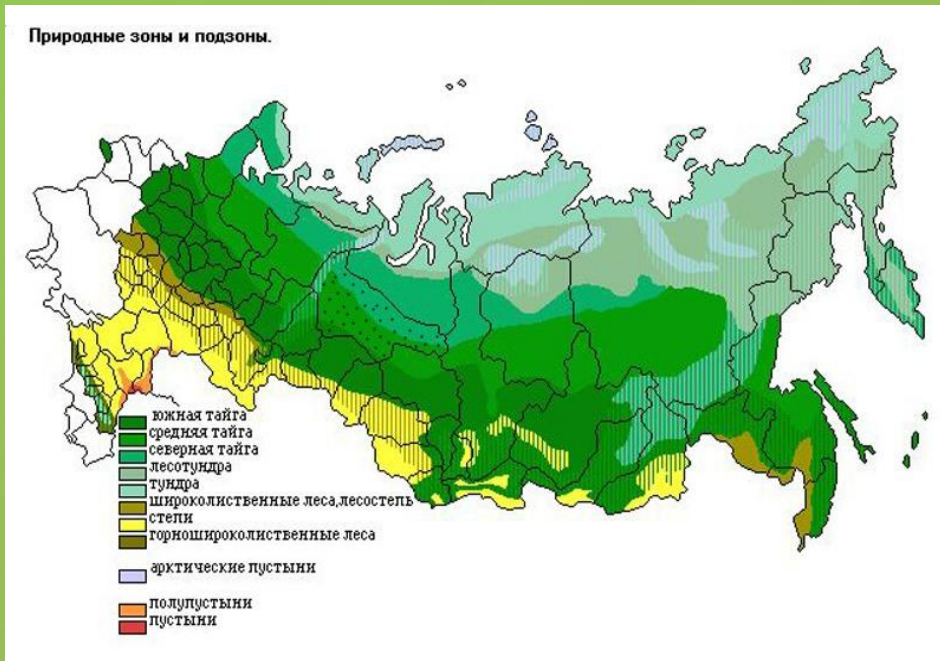 Природные зоны и подзоны.
южная тайга
средняя тайга
северная тайга
лесотундра
тундра
широколиственные леса,лесостепь
степи
горношироколиственные леса
арктические пустыни
полупустыни
пустыни